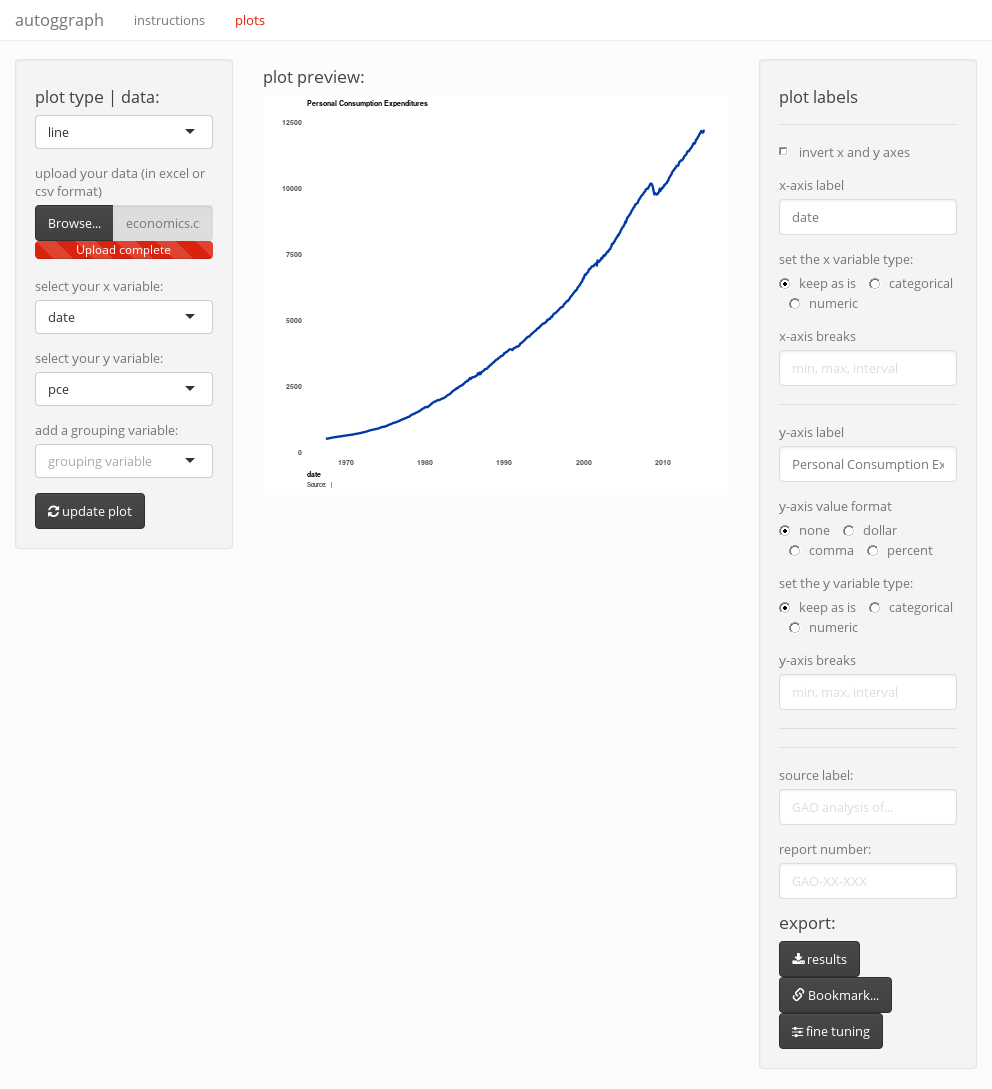 autoggraph instructions plots
plot type | data:
line
upload your data (in excel or
csv format)
Browse... economics.c
Upload complete
select your x variable:
date
select your y variable:
pce
add a grouping variable:
grouping variable
update plot
plot preview:
Personal Consumption Expenditures
12500
10000
7500
5000
2500
0
1970 1980 1990 2000 2010
date
Source: |
plot labels
invert x and y axes
x-axis label
date
set the x variable type:
keep as is categorical
numeric
x-axis breaks
min, max, interval
y-axis label
Personal Consumption Ex
y-axis value format
none dollar
comma percent
set the y variable type:
keep as is categorical
numeric
y-axis breaks
min, max, interval
source label:
GAO analysis of...
report number:
GAO-XX-XXX
export:
results
Bookmark...
fine tuning